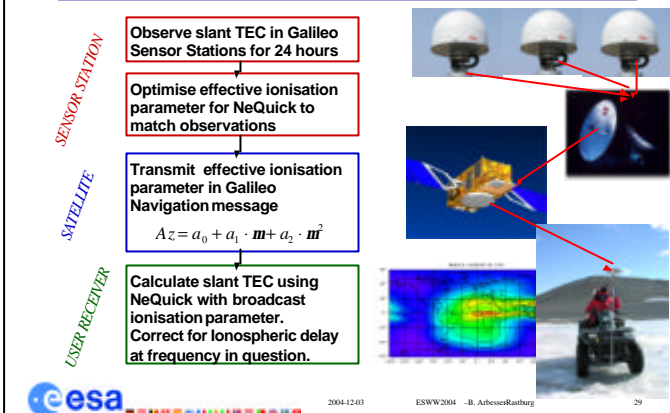 SENSOR STATION
Observe slant TEC in Galileo
Sensor Stations for 24 hours
Optimise effective ionisation
parameter for NeQuick to
match observations
SATELLITE
Transmit effective ionisation
parameter in Galileo
Navigation message
Az = a₀ + a₁ · m + a₂ · m²
USER RECEIVER
Calculate slant TEC using
NeQuick with broadcast
ionisation parameter.
Correct for Ionospheric delay
at frequency in question.
esa
2004-12-03 ESWW2004 –B. ArbesserRastburg 29